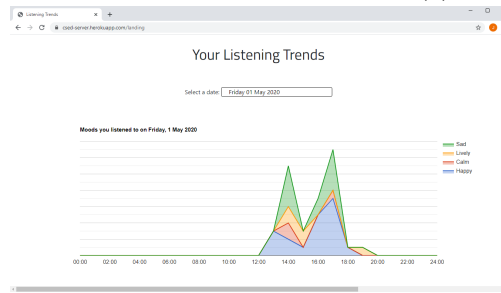 Listening Trends
csed-server.herokuapp.com/landing
Your Listening Trends
Select a date: Friday 01 May 2020
Moods you listened to on Friday, 1 May 2020
Sad
Lively
Calm
Happy
00:00 02:00 04:00 06:00 08:00 10:00 12:00 14:00 16:00 18:00 20:00 22:00 24:00